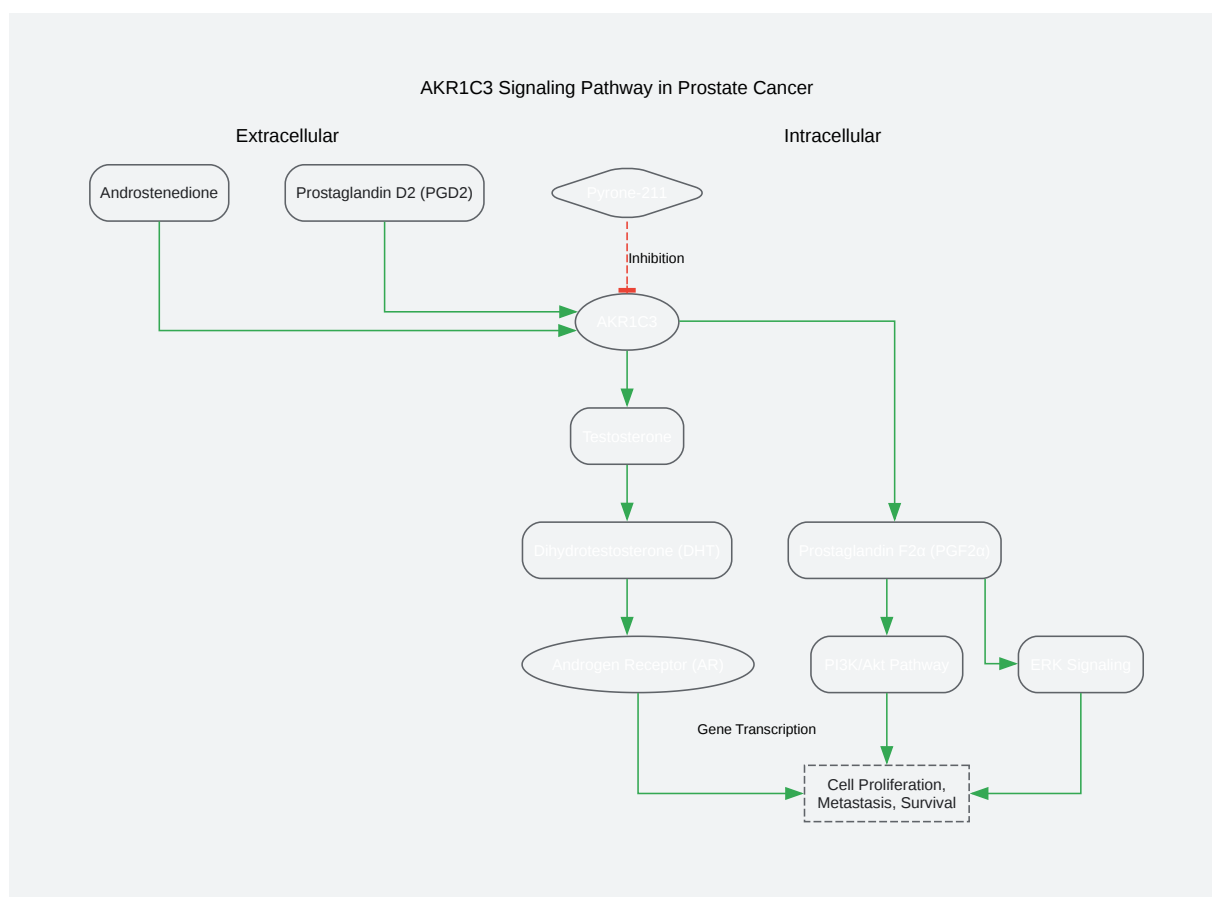 AKR1C3 Signaling Pathway in Prostate Cancer
Extracellular
Intracellular
Androstenedione
Prostaglandin D2 (PGD2)
Pyrone-211
Inhibition
AKR1C3
Testosterone
Dihydrotestosterone (DHT)
Prostaglandin F2α (PGF2α)
Androgen Receptor (AR)
PI3K/Akt Pathway
ERK Signaling
Gene Transcription
Cell Proliferation,
Metastasis, Survival